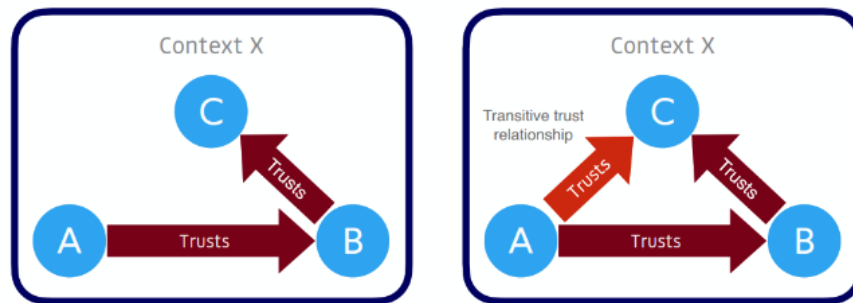 Context X
C
Trusts
A
Trusts
B
Context X
C
Transitive trust
relationship
Trusts
Trusts
A
Trusts
B